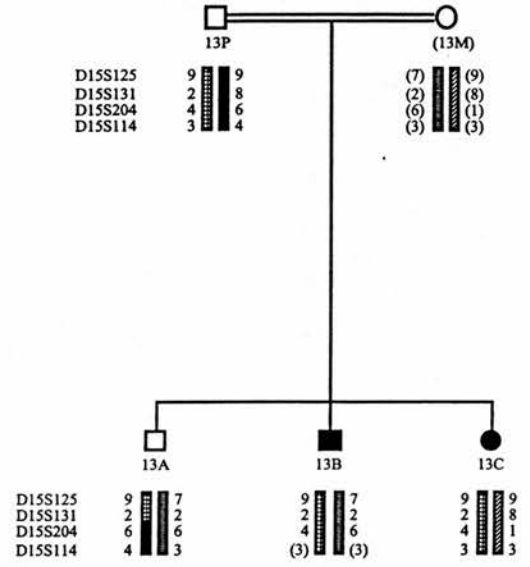 13P (13M)
D15S125 9 9 (7) (9)
D15S131 2 8 (2) (8)
D15S204 4 6 (6) (1)
D15S114 3 4 (3) (3)
13A 13B 13C
D15S125 9 7 9 7 9 9
D15S131 2 2 2 2 2 8
D15S204 6 6 4 6 4 1
D15S114 4 3 (3) (3) 3 3